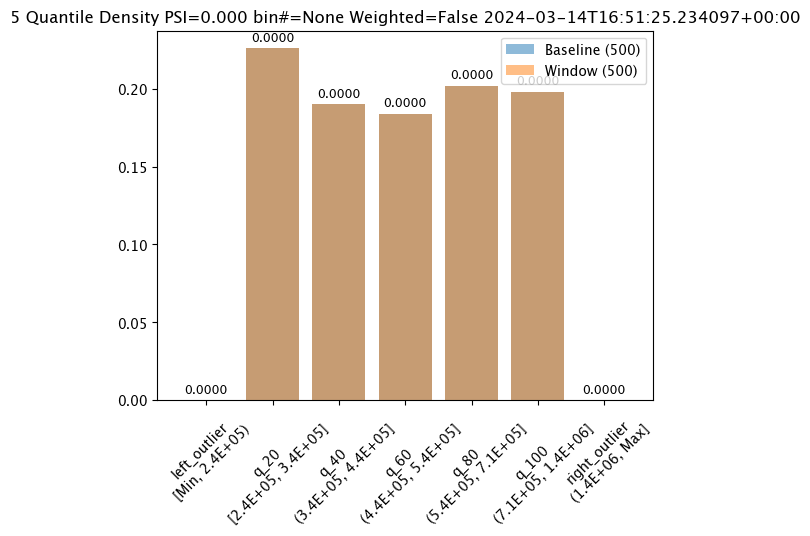 5 Quantile Density PSI=0.000 bin#=None Weighted=False 2024-03-14T16:51:25.234097+00:00
Baseline (500)
Window (500)
0.20
0.15
0.10
0.05
0.00
0.0000
0.0000
0.0000
0.0000
0.0000
0.0000
0.0000
left_outlier
[Min, 2.4E+05)
q_20
[2.4E+05, 3.4E+05]
q_40
(3.4E+05, 4.4E+05]
q_60
(4.4E+05, 5.4E+05]
q_80
(5.4E+05, 7.1E+05]
q_100
(7.1E+05, 1.4E+06]
right_outlier
(1.4E+06, Max]